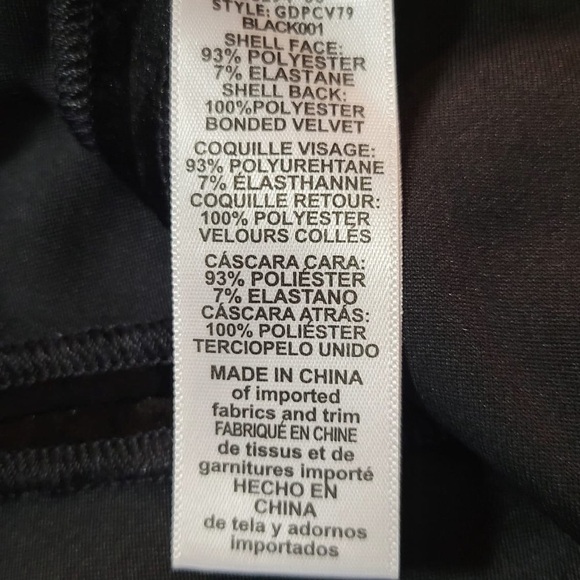 STYLE: GDPCV79
BLACK001
SHELL FACE:
93% POLYESTER
7% ELASTANE
SHELL BACK:
100%POLYESTER
BONDED VELVET
COQUILLE VISAGE:
93% POLYUREHTANE
7% ÉLASTHANNE
COQUILLE RETOUR:
100% POLYESTER
VELOURS COLLÉS
CÁSCARA CARA:
93% POLIÉSTER
7% ELASTANO
CÁSCARA ATRÁS:
100% POLIÉSTER
TERCIOPELO UNIDO
MADE IN CHINA
of imported
fabrics and trim
FABRIQUÉ EN CHINE
de tissus et de
garnitures importé
HECHO EN
CHINA
de tela y adornos
importados